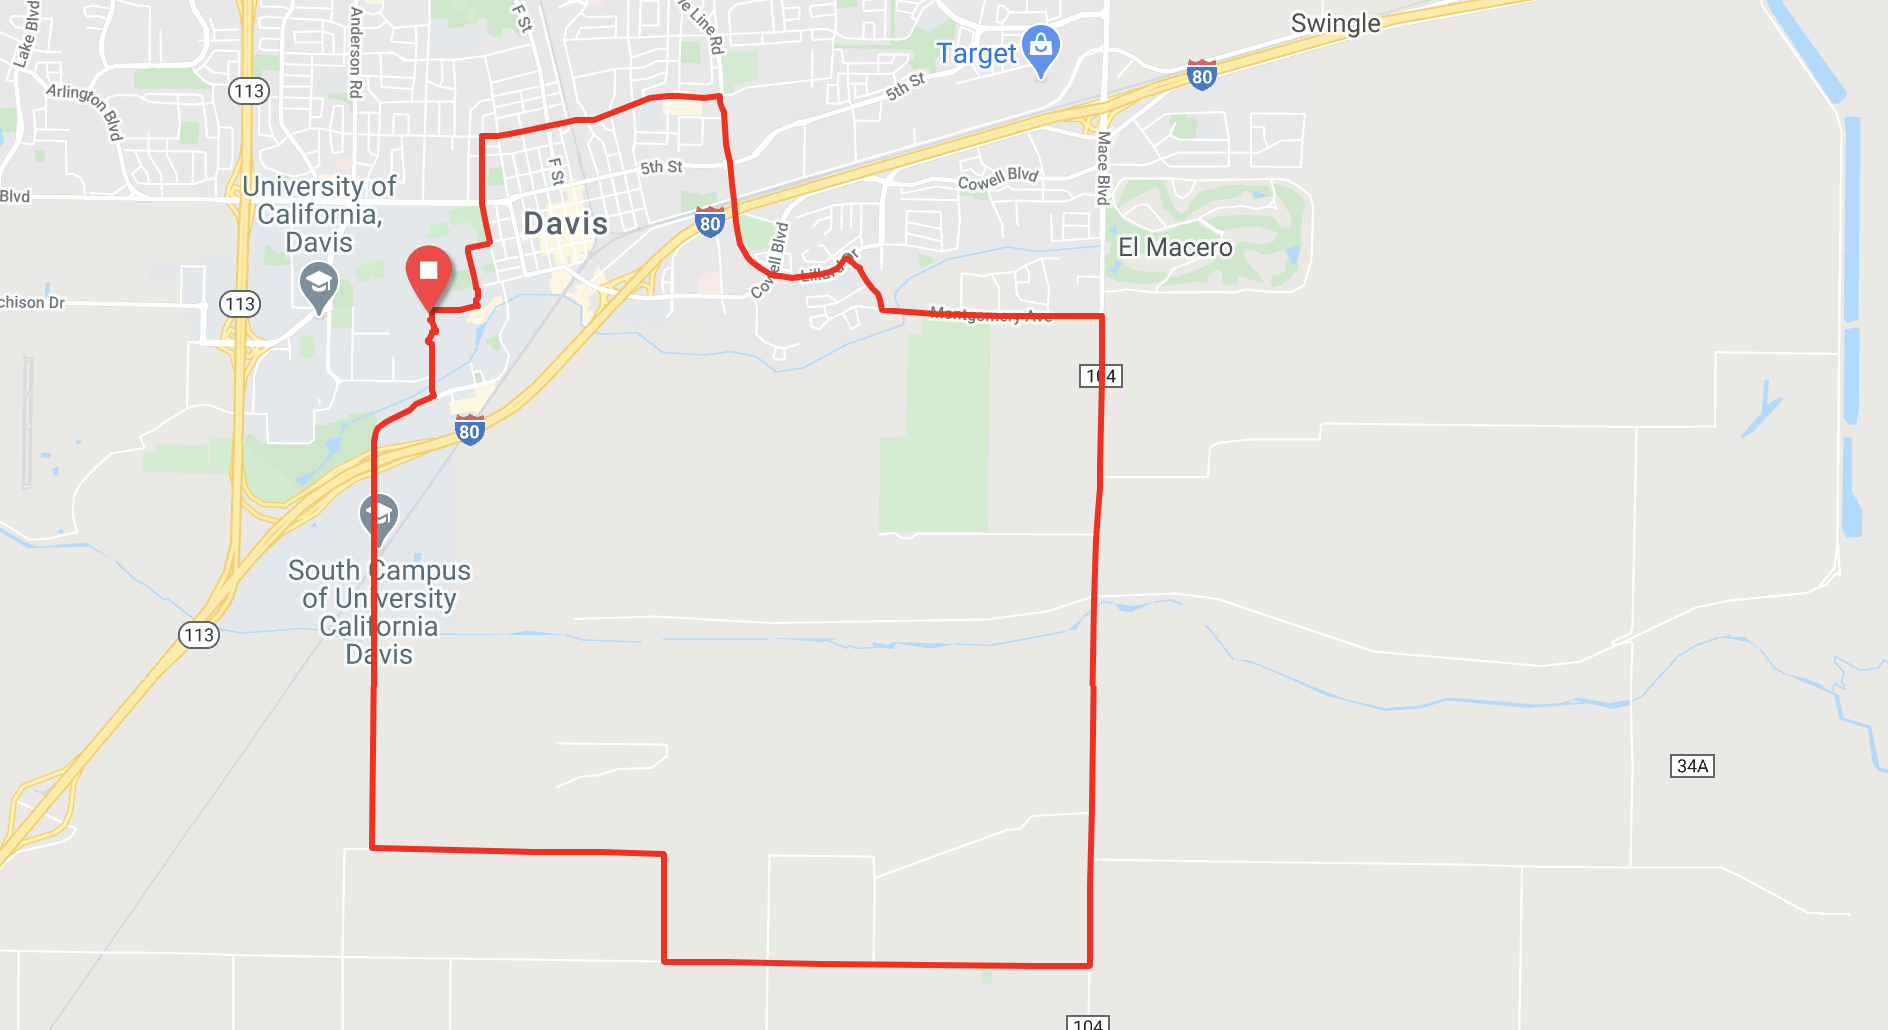 Lake Blvd
Anderson Rd
F St
Pole Line Rd
Swingle
Target
80
113
Arlington Blvd
5th St
F St
5th St
Mace Blvd
Cowell Blvd
University of
California,
Davis
Blvd
Davis
80
El Macero
Cowell Blvd
Lillard Dr
113
chison Dr
Montgomery Ave
104
80
South Campus
of University
California
Davis
113
34A
104